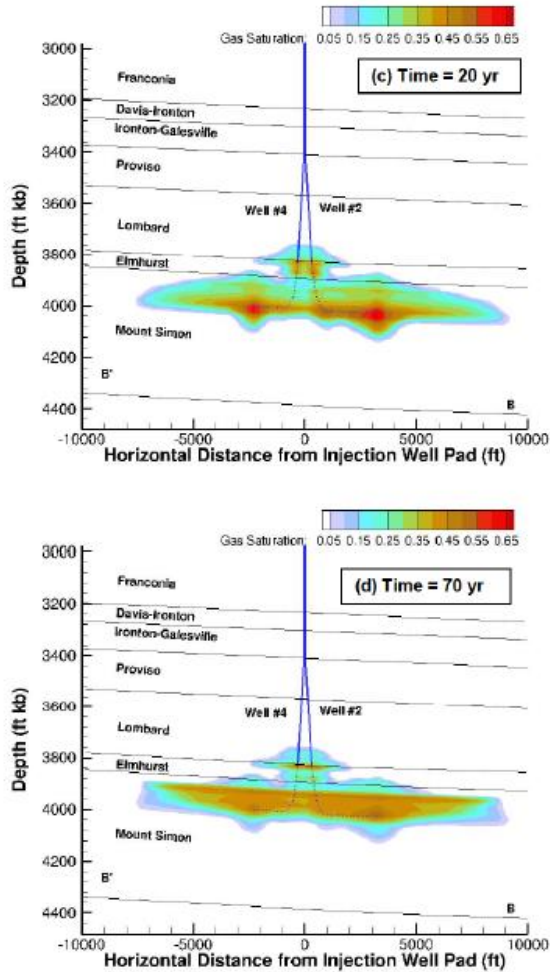 Gas Saturation 0.05 0.15 0.25 0.35 0.45 0.55 0.65
(c) Time = 20 yr
3000
Franconia
3200
Davis-Ironton
Ironton-Galesville
3400
Proviso
3600
Well #4 Well #2
Lombard
3800
Elmhurst
4000
Mount Simon
4200
B" B
4400
-10000 -5000 0 5000 10000
Depth (ft kb)
Horizontal Distance from Injection Well Pad (ft)
Gas Saturation 0.05 0.15 0.25 0.35 0.45 0.55 0.65
(d) Time = 70 yr
3000
Franconia
3200
Davis-Ironton
Ironton-Galesville
3400
Proviso
3600
Well #4 Well #2
Lombard
3800
Elmhurst
4000
Mount Simon
4200
B" B
4400
-10000 -5000 0 5000 10000
Depth (ft kb)
Horizontal Distance from Injection Well Pad (ft)